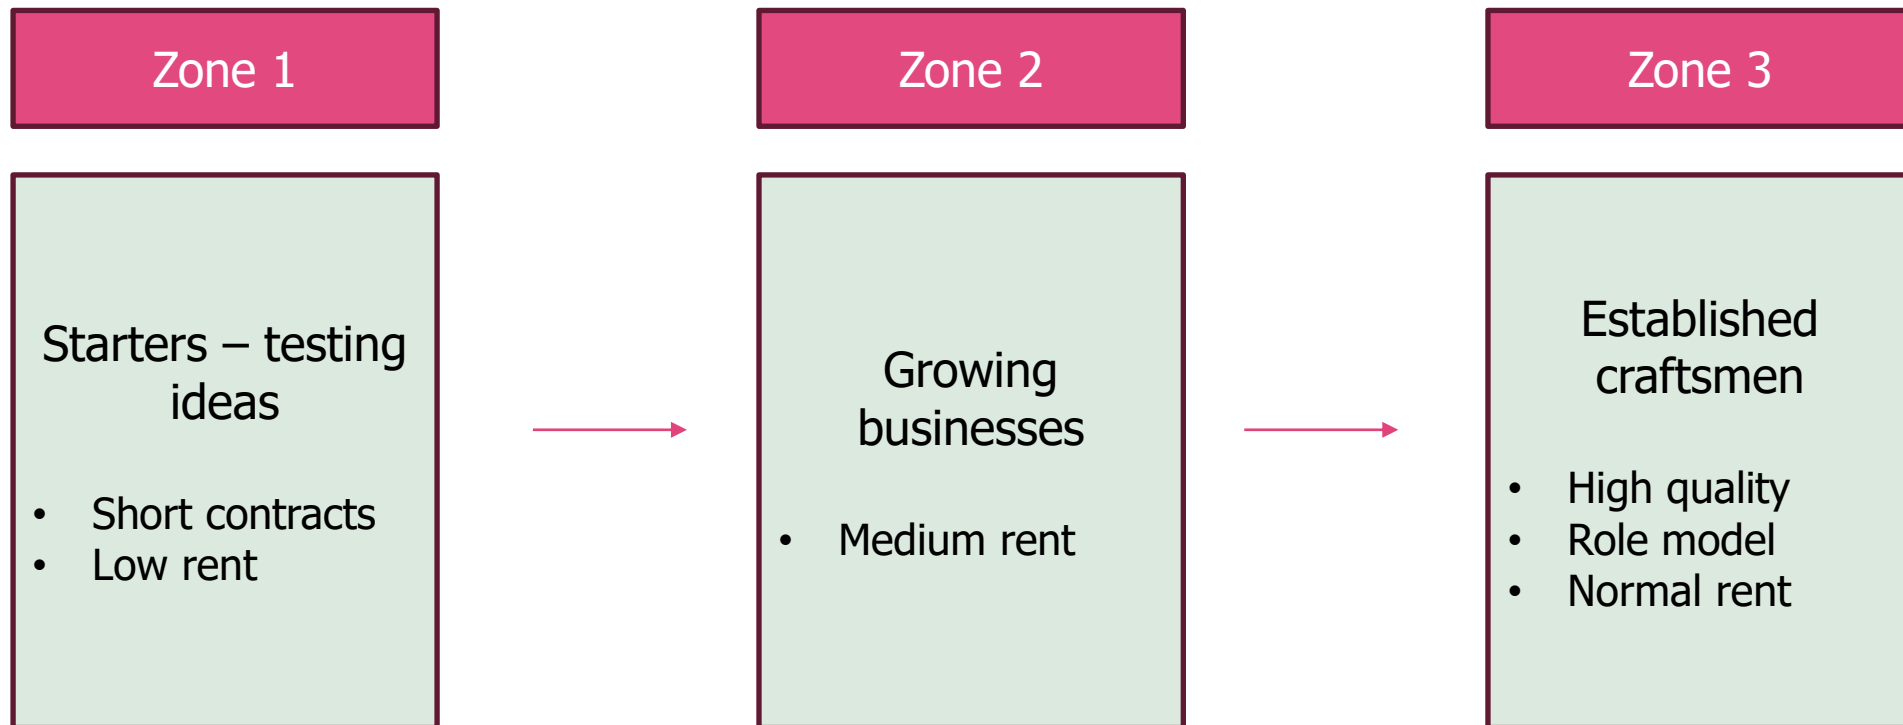 Zone 1
Starters – testing
ideas
• Short contracts
• Low rent
Zone 2
Growing
businesses
• Medium rent
Zone 3
Established
craftsmen
• High quality
• Role model
• Normal rent